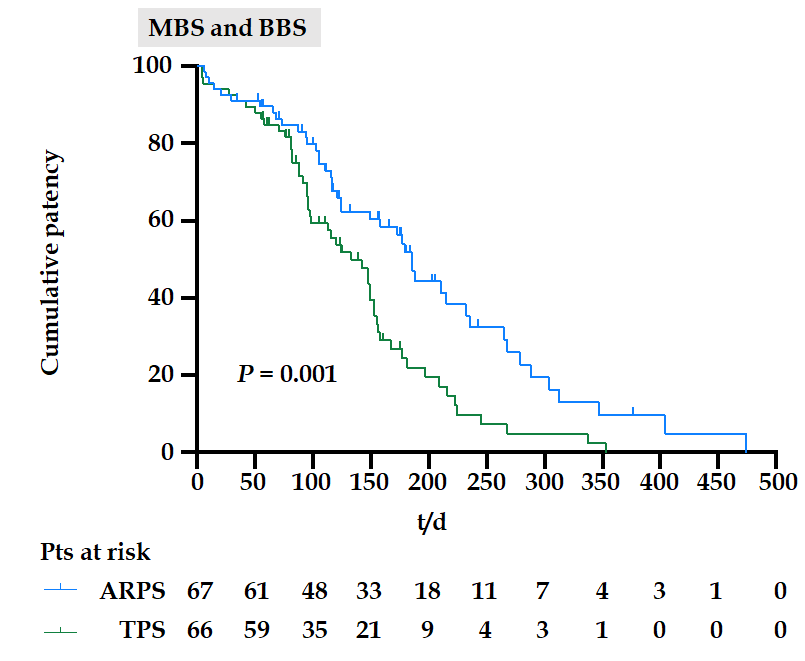 MBS and BBS
100
80
60
40
20
0
Cumulative patency
P = 0.001
0 50 100 150 200 250 300 350 400 450 500
t/d
Pts at risk
ARPS 67 61 48 33 18 11 7 4 3 1 0
TPS 66 59 35 21 9 4 3 1 0 0 0